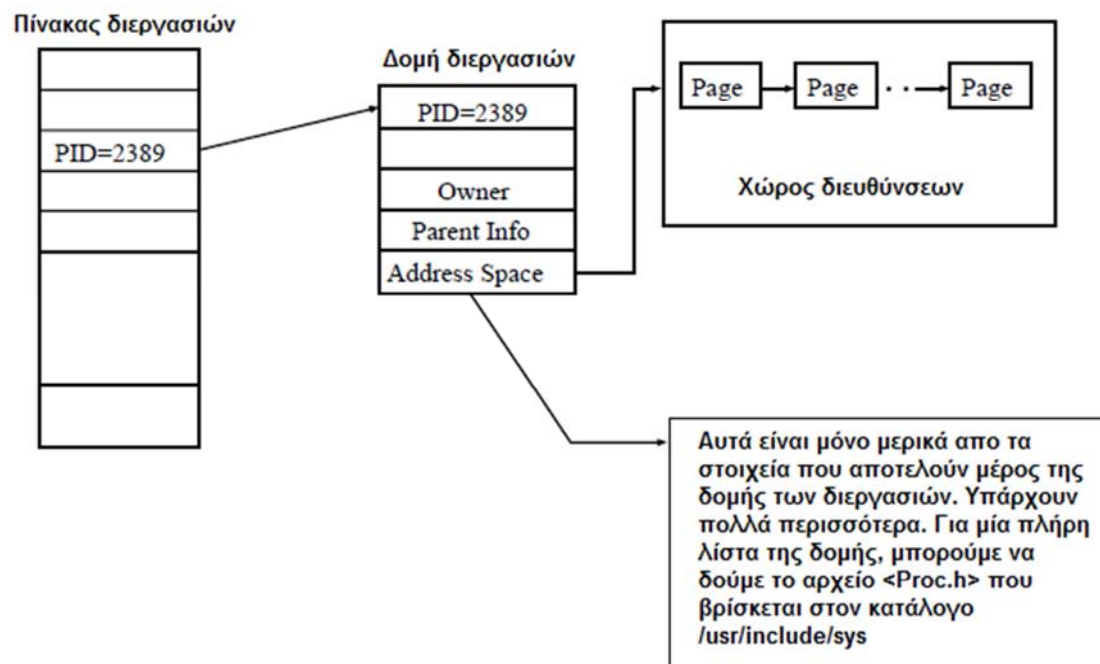 Πίνακας διεργασιών
PID=2389
Δομή διεργασιών
PID=2389
Owner
Parent Info
Address Space
Page Page Page
Χώρος διευθύνσεων
Αυτά είναι μόνο μερικά απο τα
στοιχεία που αποτελούν μέρος της
δομής των διεργασιών. Υπάρχουν
πολλά περισσότερα. Για μία πλήρη
λίστα της δομής, μπορούμε να
δούμε το αρχείο <Proc.h> που
βρίσκεται στον κατάλογο
/usr/include/sys